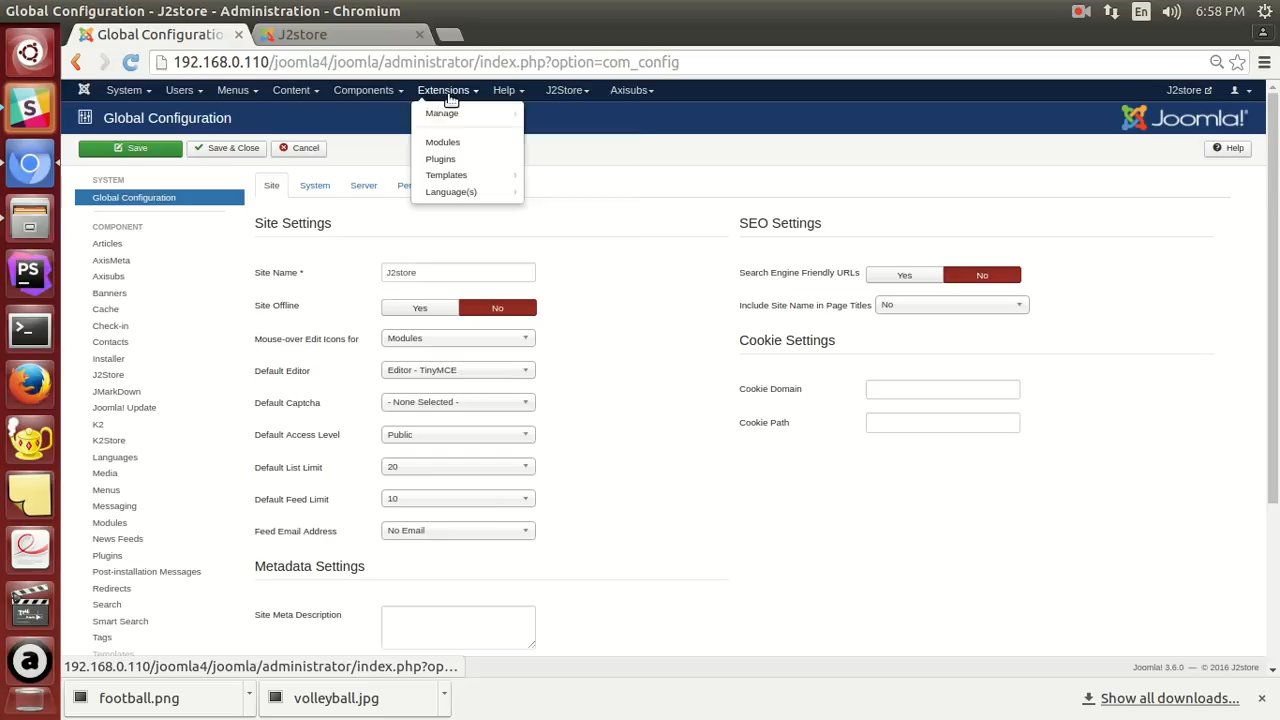 Global Configuration - J2store - Administration - Chromium
En
6:58 PM
Global Configuratio
J2store
192.168.0.110/joomla4/joomla/administrator/index.php?option=com_config
System
Users
Menus
Content
Components
Extensions
Help
J2Store
Axisubs
J2store
Global Configuration
Joomla!
Manage
Modules
Plugins
Templates
Language(s)
Save
Save & Close
Cancel
Help
SYSTEM
Global Configuration
COMPONENT
Articles
AxisMeta
Axisubs
Banners
Cache
Check-in
Contacts
Installer
J2Store
JMarkDown
Joomla! Update
K2
K2Store
Languages
Media
Menus
Messaging
Modules
News Feeds
Plugins
Post-installation Messages
Redirects
Search
Smart Search
Tags
Templates
Site
System
Server
Per
Site Settings
Site Name *
J2store
Site Offline
Yes
No
Mouse-over Edit Icons for
Modules
Default Editor
Editor - TinyMCE
Default Captcha
- None Selected -
Default Access Level
Public
Default List Limit
20
Default Feed Limit
10
Feed Email Address
No Email
Metadata Settings
Site Meta Description
SEO Settings
Search Engine Friendly URLs
Yes
No
Include Site Name in Page Titles
No
Cookie Settings
Cookie Domain
Cookie Path
192.168.0.110/joomla4/joomla/administrator/index.php?op...
Joomla! 3.6.0 — © 2016 J2store
football.png
volleyball.jpg
Show all downloads...
S
PS
>_
a